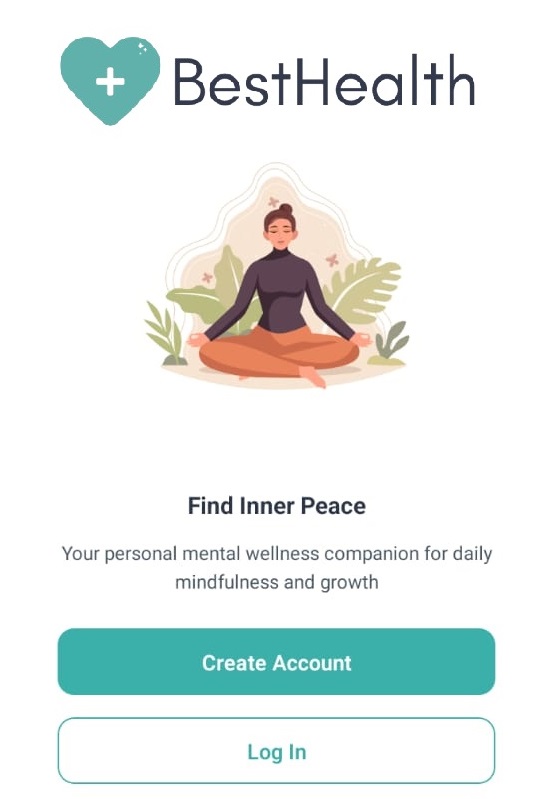 BestHealth
Find Inner Peace
Your personal mental wellness companion for daily
mindfulness and growth
Create Account
Log In